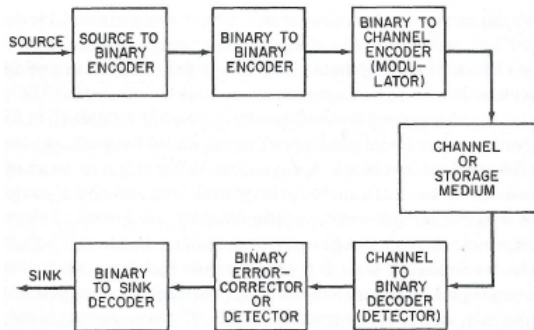 SOURCE
SOURCE TO
BINARY
ENCODER
BINARY TO
BINARY
ENCODER
BINARY TO
CHANNEL
ENCODER
(MODU-
LATOR)
CHANNEL
OR
STORAGE
MEDIUM
SINK
BINARY
TO SINK
DECODER
BINARY
ERROR-
CORRECTOR
OR
DETECTOR
CHANNEL
TO
BINARY
DECODER
(DETECTOR)